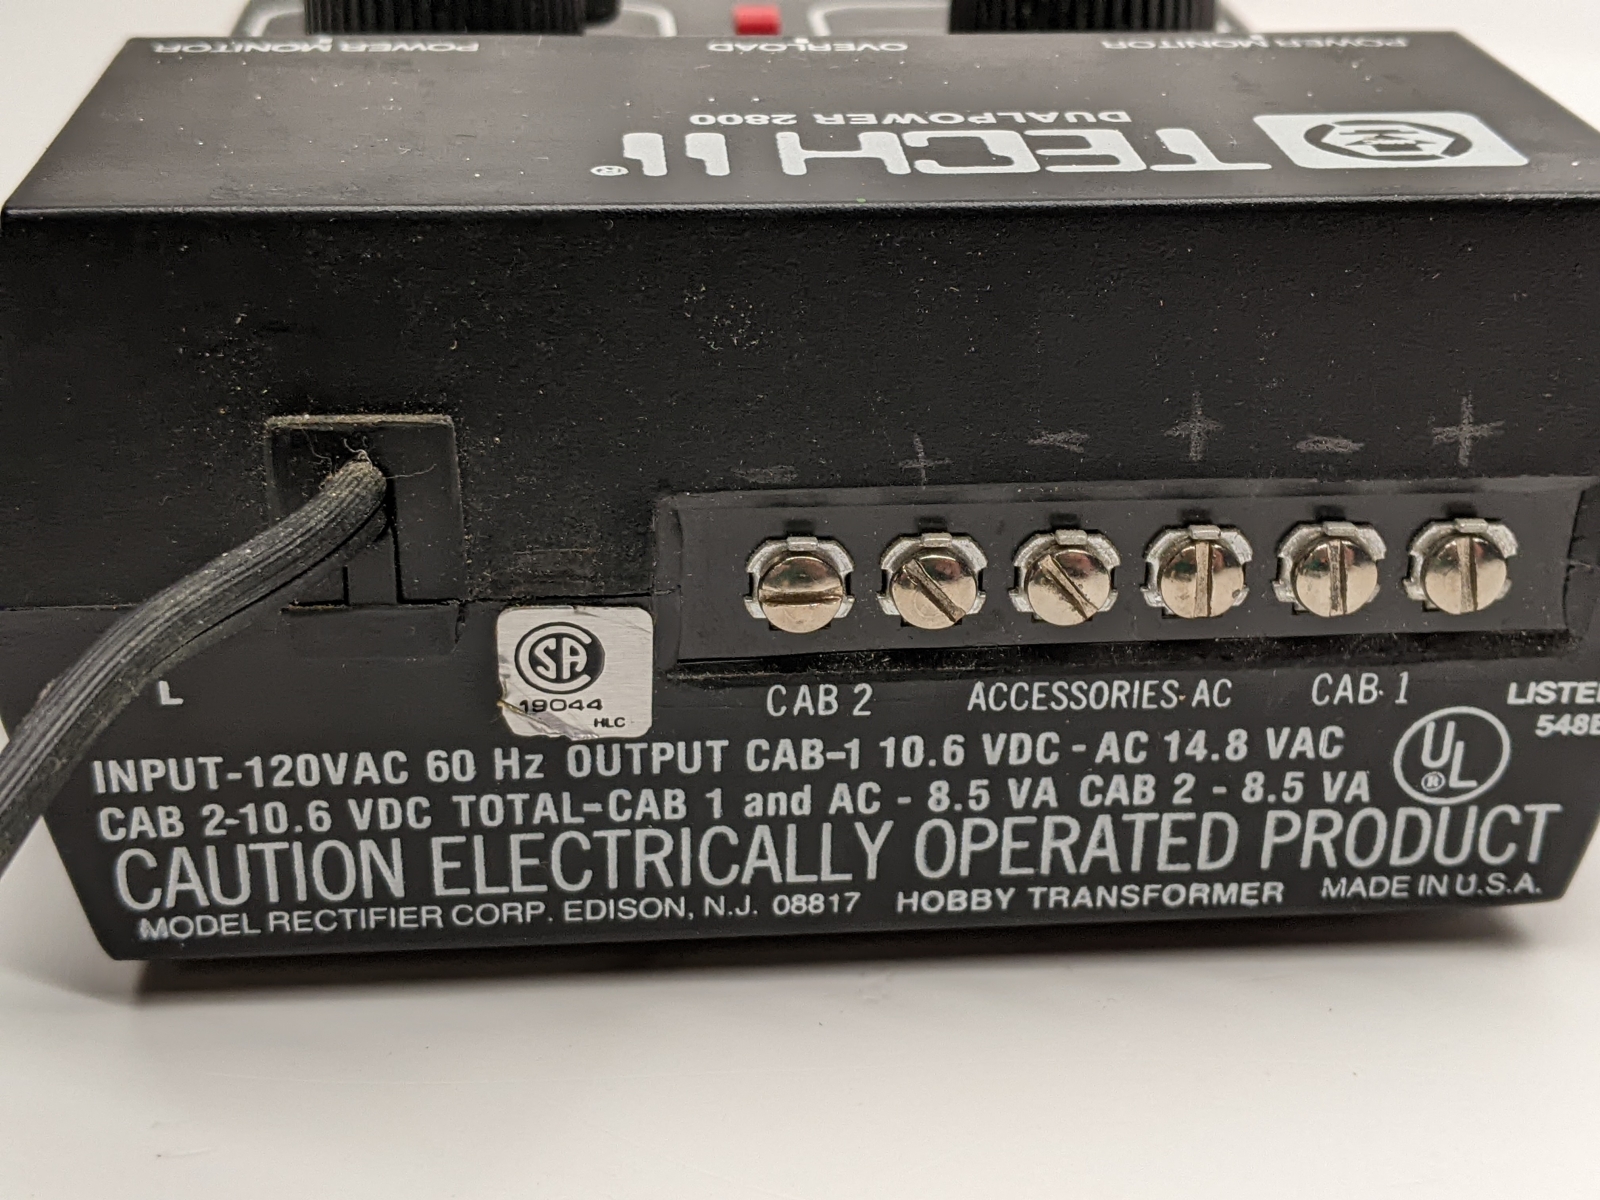 POWER MONITOR OVERLOAD POWER MONITOR
DUALPOWER 2800
TECH II ®
- + - + - +
L
CSA
19044
HLC
CAB 2 ACCESSORIES-AC CAB-1
LISTE
548E
UL
®
INPUT-120VAC 60 Hz OUTPUT CAB-1 10.6 VDC - AC 14.8 VAC
CAB 2-10.6 VDC TOTAL-CAB 1 and AC - 8.5 VA CAB 2 - 8.5 VA
CAUTION ELECTRICALLY OPERATED PRODUCT
MODEL RECTIFIER CORP. EDISON, N.J. 08817 HOBBY TRANSFORMER MADE IN U.S.A.